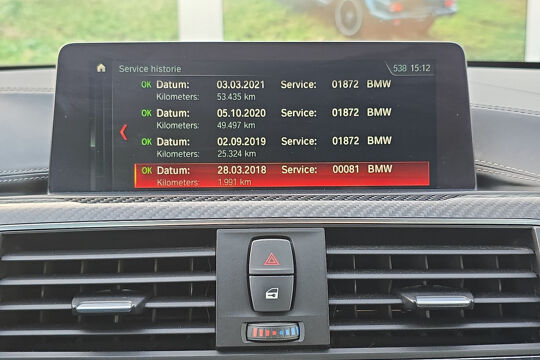 Service historie
538 15:12
OK Datum: 03.03.2021 Service: 01872 BMW
Kilometers: 53.435 km
OK Datum: 05.10.2020 Service: 01872 BMW
Kilometers: 49.497 km
OK Datum: 02.09.2019 Service: 01872 BMW
Kilometers: 25.324 km
OK Datum: 28.03.2018 Service: 00081 BMW
Kilometers: 1.991 km